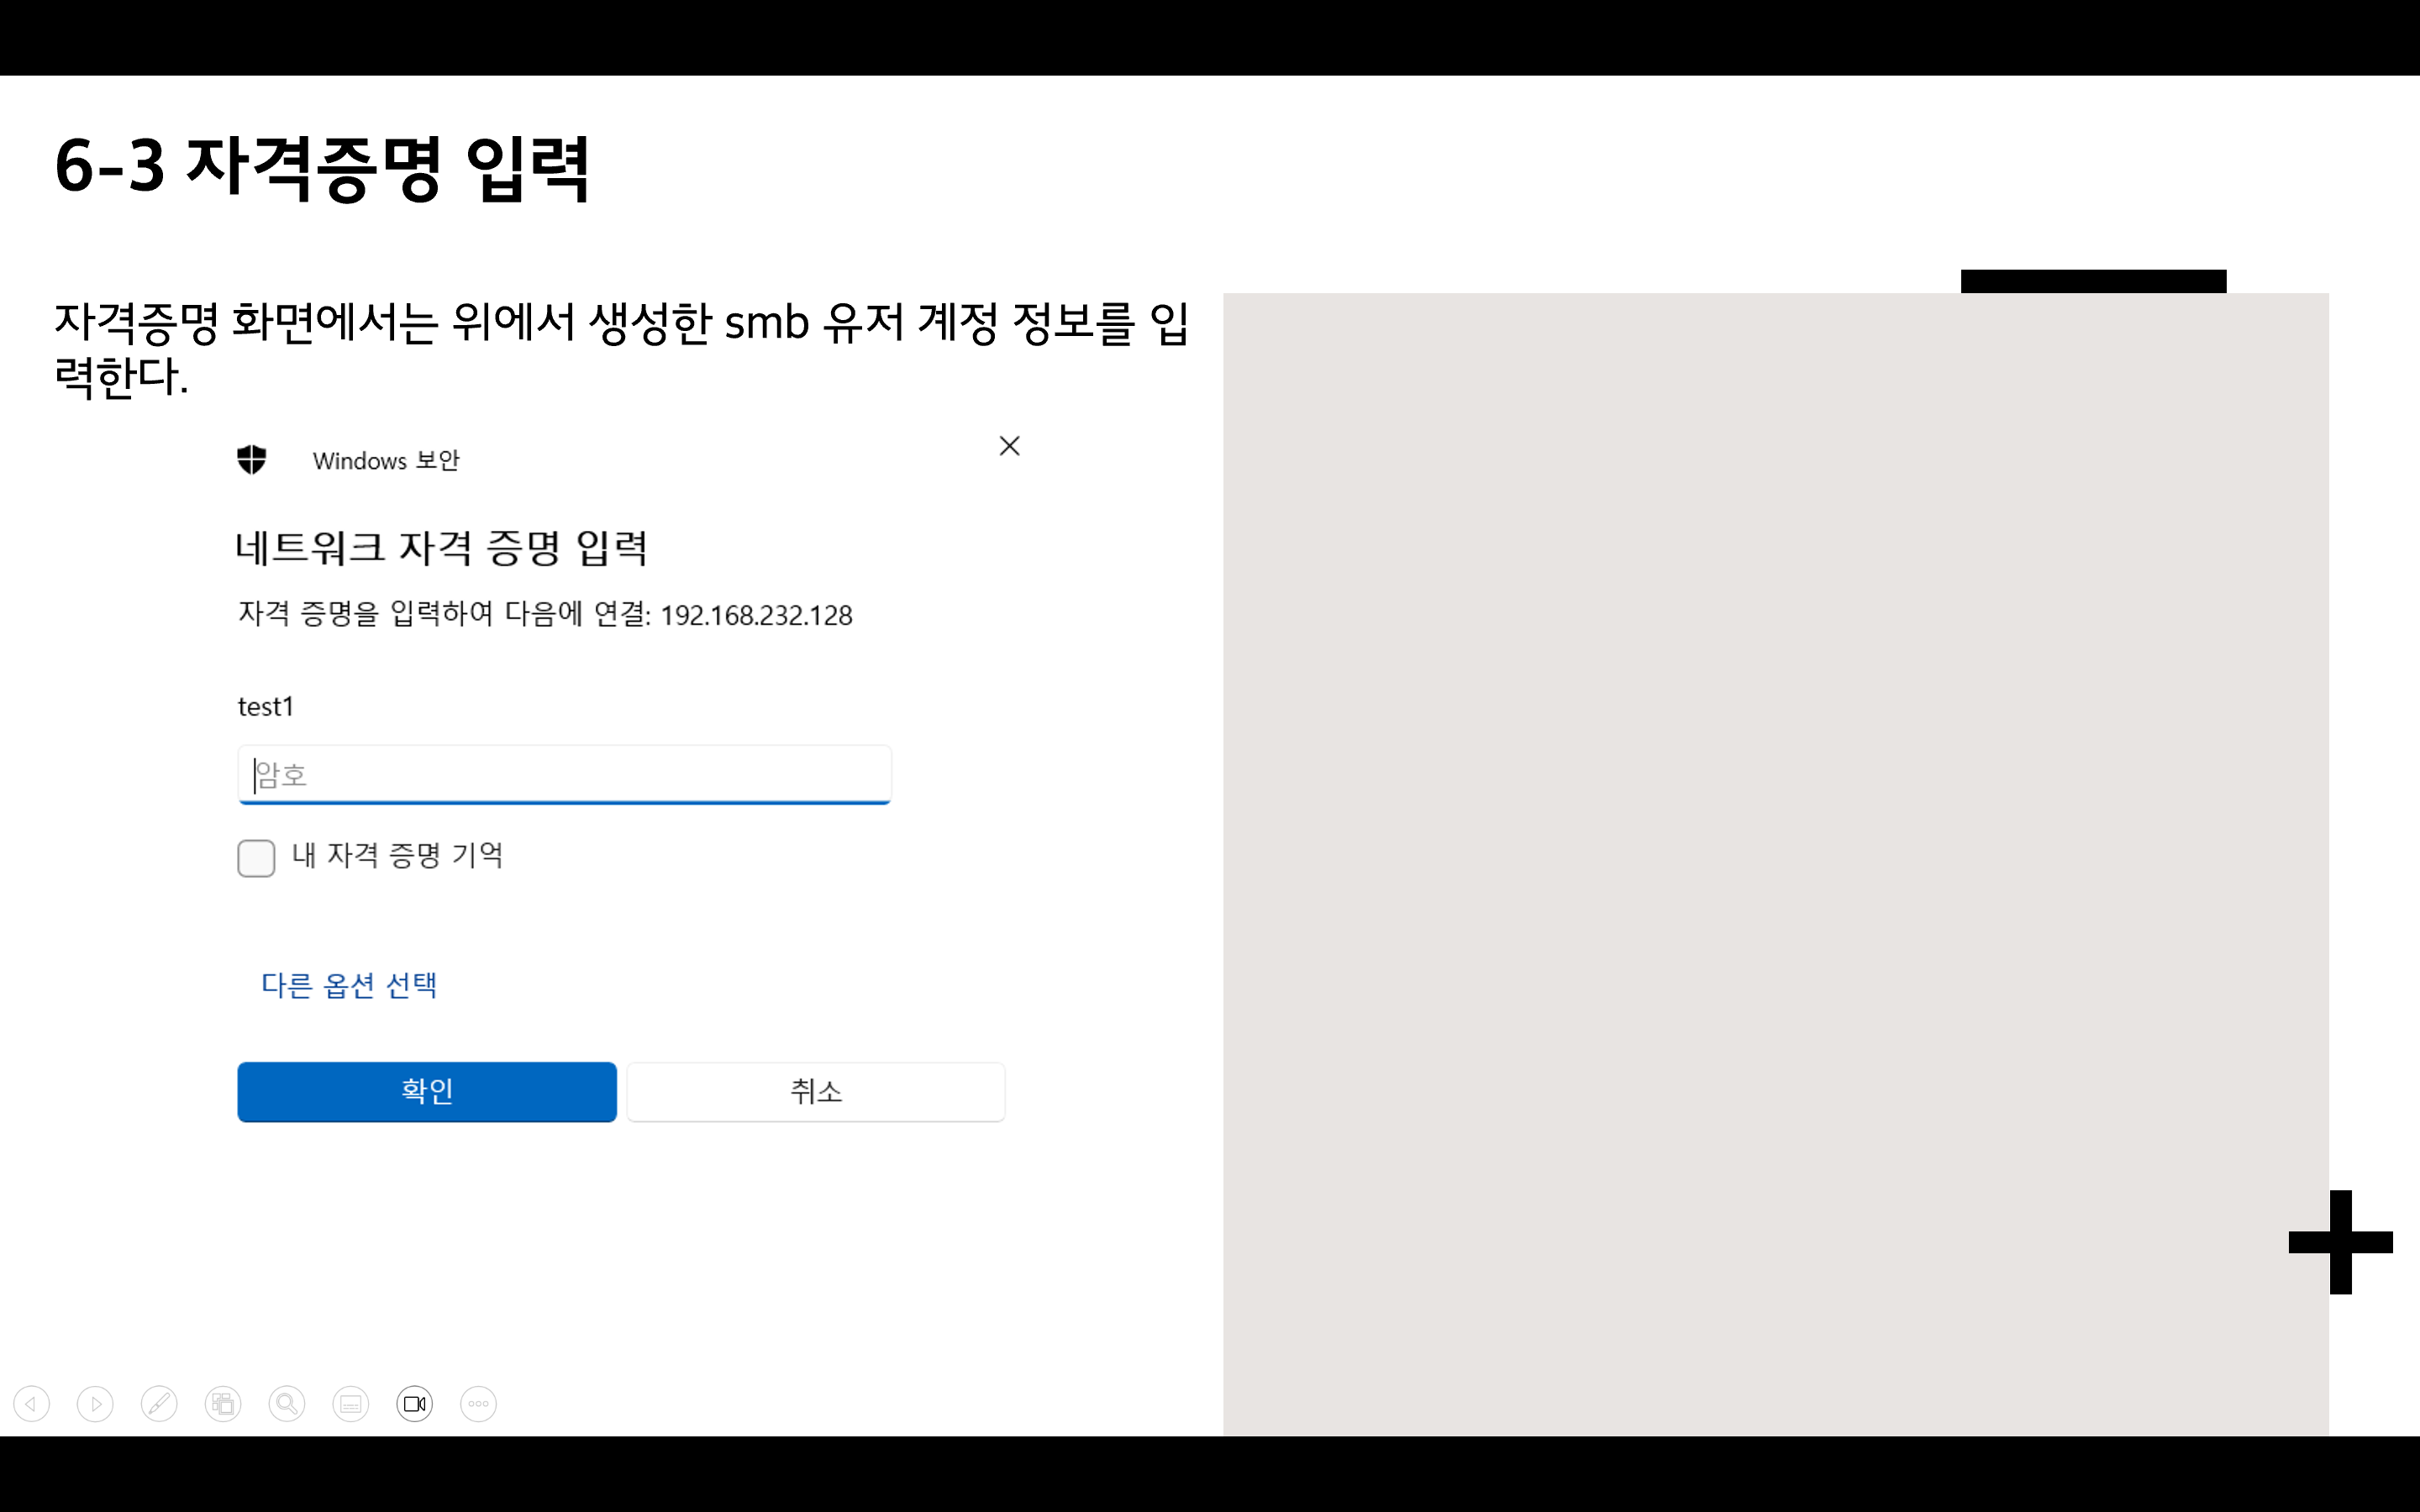 6-3 자격증명 입력
자격증명 화면에서는 위에서 생성한 smb 유저 계정 정보를 입
력한다.
Windows 보안
네트워크 자격 증명 입력
자격 증명을 입력하여 다음에 연결: 192.168.232.128
test1
암호
내 자격 증명 기억
다른 옵션 선택
확인
취소